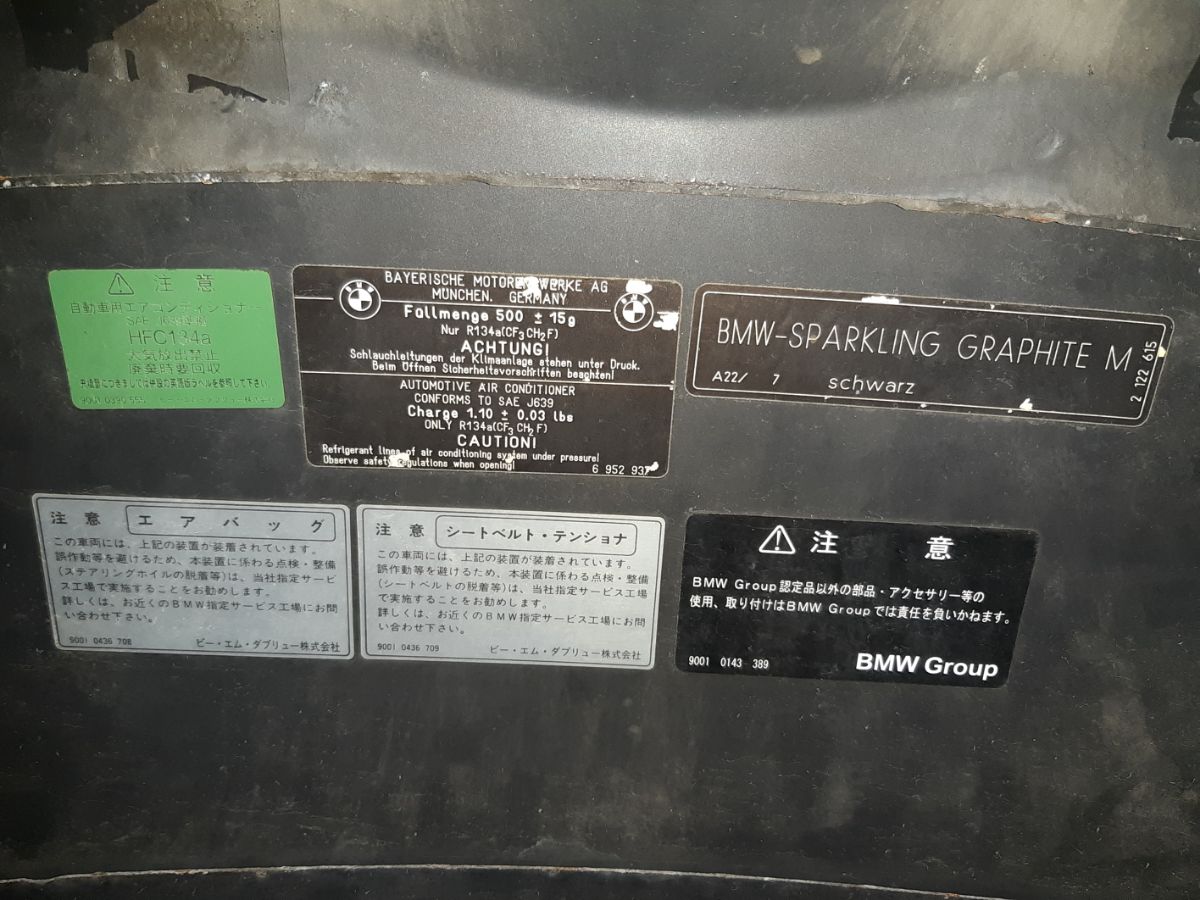 注 意
自動車用エアコンディショナー
SAE
HFC134a
大気放出禁止
廃棄時要回収
9001 0390 555 ビー・エム・ダブリュー株式会社
BAYERISCHE MOTOREN WERKE AG
MÜNCHEN, GERMANY
Füllmenge 500 ± 15g
Nur R134a(CF3CH2F)
ACHTUNG!
Schlauchleitungen der Klimaanlage stehen unter Druck.
Beim Öffnen Sicherheitsvorschriften beachten!
AUTOMOTIVE AIR CONDITIONER
CONFORMS TO SAE J639
Charge 1.10 ± 0.03 lbs
ONLY R134a(CF3CH2F)
CAUTION!
Refrigerant lines of air conditioning system under pressure!
Observe safety regulations when opening!
6 952 937
BMW-SPARKLING GRAPHITE M
A22/ 7 schwarz
2 122 615
注 意 エ ア バ ッ グ
この車両には、上記の装置が装着されています。
誤作動等を避けるため、本装置に係わる点検・整備
(ステアリングホイルの脱着等)は、当社指定サービ
ス工場で実施することをお勧めします。
詳しくは、お近くのBMW指定サービス工場にお問
い合わせ下さい。
9001 0436 708 ビー・エム・ダブリュー株式会社
注 意 シートベルト・テンショナ
この車両には、上記の装置が装着されています。
誤作動等を避けるため、本装置に係わる点検・整備
(シートベルトの脱着等)は、当社指定サービス工場
で実施することをお勧めします。
詳しくは、お近くのBMW指定サービス工場にお問
い合わせ下さい。
9001 0436 709 ビー・エム・ダブリュー株式会社
注 意
BMW Group認定品以外の部品・アクセサリー等の
使用、取り付けはBMW Groupでは責任を負いかねます。
9001 0143 389 BMW Group